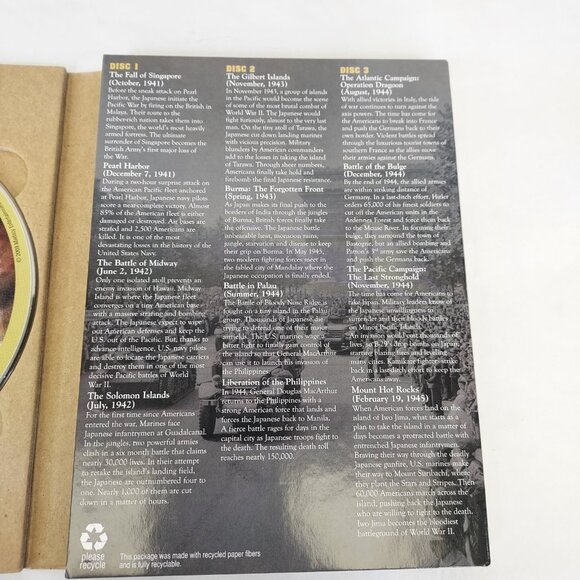 DISC 1
The Fall of Singapore
(October, 1941)
Before the sneak attack on Pearl
Harbor, the Japanese initiate the
Pacific War by firing on the British in
Malaya. Their route to the
rubberrich nation takes them into
Singapore, the world's most heavily
armed fortress. The ultimate
surrender of Singapore becomes the
British Army's first major loss of
the War.
Pearl Harbor
(December 7, 1941)
During a two-hour surprise attack on
the American Pacific fleet anchored
at Pearl Harbor, Japanese navy pilots
score a near-complete victory. Almost
85% of the American fleet is either
damaged or destroyed. Air bases are
strafed and 2,500 Americans are
killed. It is one of the most
devastating losses in the history of the
United States Navy.
The Battle of Midway
(June 2, 1942)
Only one isolated atoll prevents an
enemy invasion of Hawaii. Midway
Island is where the Japanese fleet
converges on a tiny American base
with a massive strafing and bombing
attack. The Japanese expect to wipe
out American defenses and keep the
U.S. out of the Pacific. But, thanks to
advance intelligence, U.S. navy pilots
are able to locate the Japanese carriers
and destroy them in one of the most
decisive Pacific battles of World
War II.
The Solomon Islands
(July, 1942)
For the first time since Americans
entered the war, Marines face
Japanese infantrymen at Guadalcanal.
In the jungles, two powerful armies
clash in a six month battle that claims
nearly 30,000 lives. In their attempt
to retake the island's landing field,
the Japanese are outnumbered four to
one. Nearly 1,000 of them are cut
down in a matter of hours.
DISC 2
The Gilbert Islands
(November, 1943)
In November 1943, a group of islands
in the Pacific would become the scene
of some of the most brutal combat of
World War II. The Japanese would
fight furiously, almost to the very last
man. On the tiny atoll of Tarawa, the
Japanese cut down landing marines
with vicious precision. Military
blunders by American commanders
add to the losses in taking the island
of Tarawa. Through sheer numbers,
Americans finally take hold and
firebomb the final Japanese resistance.
Burma: The Forgotten Front
(Spring, 1943)
As Japan makes its final push to the
borders of India through the jungles
of Burma, British forces finally take
the offensive. The Japanese battle
unbearable heat, monsoon rains,
jungle, starvation and disease to keep
their grip on Burma. In May 1945,
two modern fighting forces meet in
the fabled city of Mandalay where the
Japanese occupation is finally ended.
Battle in Palau
(Summer, 1944)
The Battle of Bloody Nose Ridge is
fought on a tiny island in the Palau
group. Thousands of Japanese die
trying to defend one of their main
airfields. The U.S. marines wage a
bitter fight to finally gain control of
the island so that General MacArthur
can use it to launch his invasion of
the Philippines.
Liberation of the Philippines
In 1944, General Douglas MacArthur
returns to the Philippines with a
strong American force that lands and
forces the Japanese back to Manila.
A fierce battle rages for days in the
capital city as Japanese troops fight to
the death. The resulting death toll
reaches nearly 150,000.
DISC 3
The Atlantic Campaign:
Operation Dragoon
(August, 1944)
With allied victories in Italy, the tide
of war continues to turn against the
axis powers. The time has come for
the Americans to break into France
and push the Germans back to their
own border. Violent battles spread
through the luxurious tourist towns of
southern France as the allies move
their armies against the Germans.
Battle of the Bulge
(December, 1944)
By the end of 1944, the allied armies
are within striking distance of
Germany. In a last ditch effort, Hitler
orders 65,000 of his finest soldiers to
cut off the American units in the
Ardennes Forest and force them back
to the Mouse River. In forming their
bulge, they surround the town of
Bastogne, but as allied bombing and
Patton's 3rd army save the Americans
and push the Germans back.
The Pacific Campaign:
The Last Stronghold
(November, 1944)
The time has come for Americans to
take Japan. Military leaders know of
the Japanese unwillingness to
surrender and their bloody battles
on Minor Pacific Islands.
An invasion would cost thousands of
lives, so B-29's drop bombs on Japan,
starting blazing fires and leveling
cities. Kamikaze fighters attack
back in a last ditch effort to keep the
Americans away.
Mount Hot Rocks
(February 19, 1945)
When American forces land on the
island of Iwo Jima, what starts as a
plan to take the island in a matter of
days becomes a protracted battle with
entrenched Japanese infantrymen.
Braving their way through the deadly
Japanese gunfire, U.S. marines make
their way to Mount Suribachi, where
they plant the Stars and Stripes. Then
60,000 Americans march across the
island, pushing back the Japanese
who are willing to fight to the death.
Iwo Jima becomes the bloodiest
battleground of World War II.
please
recycle
This package was made with recycled paper fibers
and is fully recyclable.